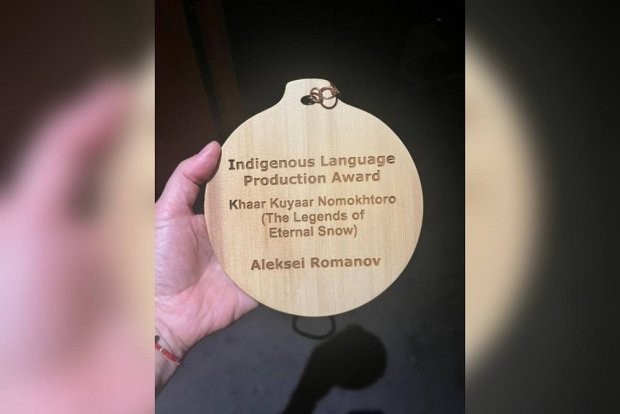 Indigenous Language
Production Award
Khaar Kuyaar Nomokhtoro
(The Legends of
Eternal Snow)
Aleksei Romanov